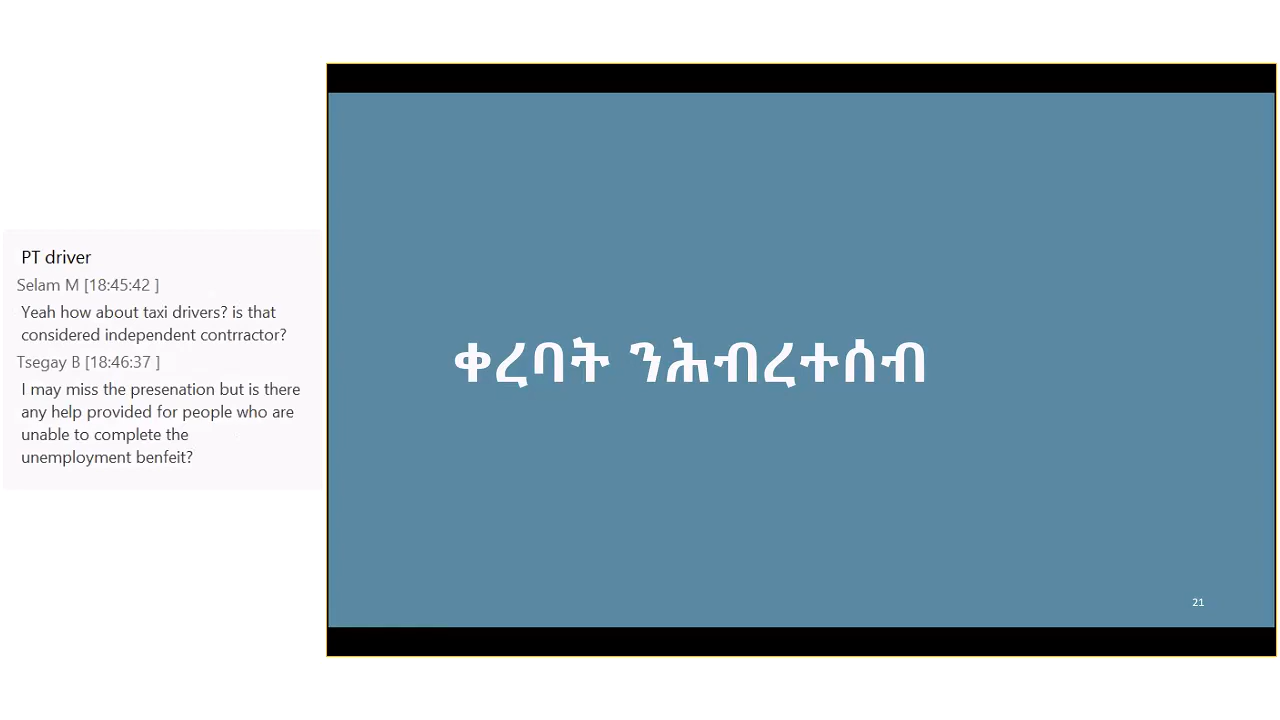 PT driver
Selam M [18:45:42 ]
Yeah how about taxi drivers? is that
considered independent contrractor?
Tsegay B [18:46:37 ]
I may miss the presenation but is there
any help provided for people who are
unable to complete the
unemployment benfeit?
ቀረባት ንሕብረተሰብ
21